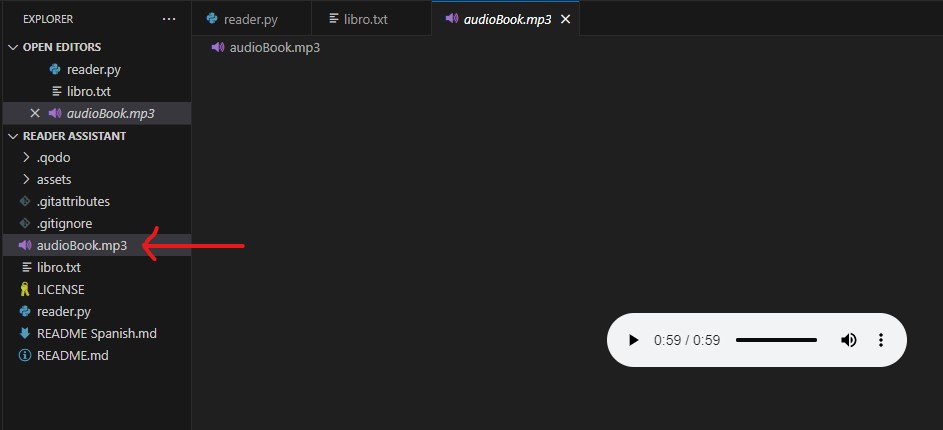 EXPLORER ...
OPEN EDITORS
reader.py
libro.txt
audioBook.mp3
READER ASSISTANT
.qodo
assets
.gitattributes
.gitignore
audioBook.mp3
libro.txt
LICENSE
reader.py
README Spanish.md
README.md
reader.py libro.txt audioBook.mp3
audioBook.mp3
0:59 / 0:59